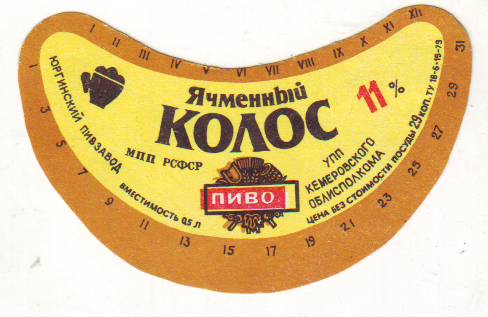 I II III IV V VI VII VIII IX X XI XII
Ячменный
КОЛОС
11 %
МПП РСФСР
ПИВО
ЮРГИНСКИЙ ПИВЗАВОД
ВМЕСТИМОСТЬ 0,5 Л
УПП
КЕМЕРОВСКОГО
ОБЛИСПОЛКОМА
ЦЕНА БЕЗ СТОИМОСТИ ПОСУДЫ 29 КОП. ТУ 18-6-15-79
1 3 5 7 9 11 13 15 17 19 21 23 25 27 29 31